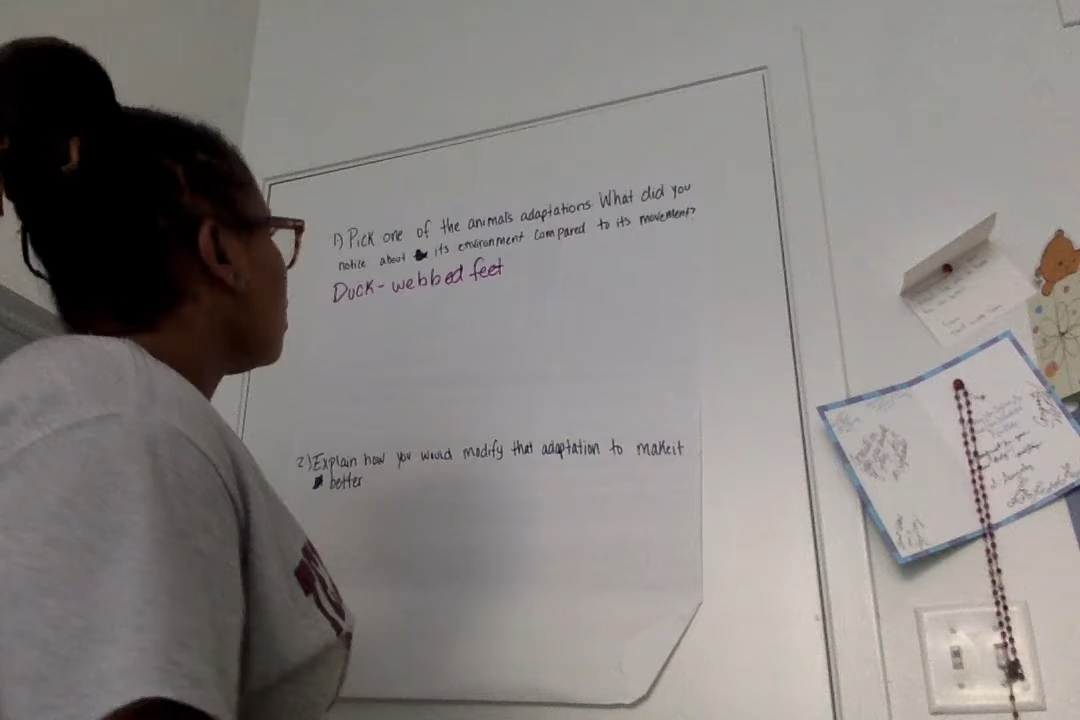 1) Pick one of the animals adaptations. What did you
notice about its environment compared to its movement?
Duck - webbed feet
2) Explain how you would modify that adaptation to make it
better